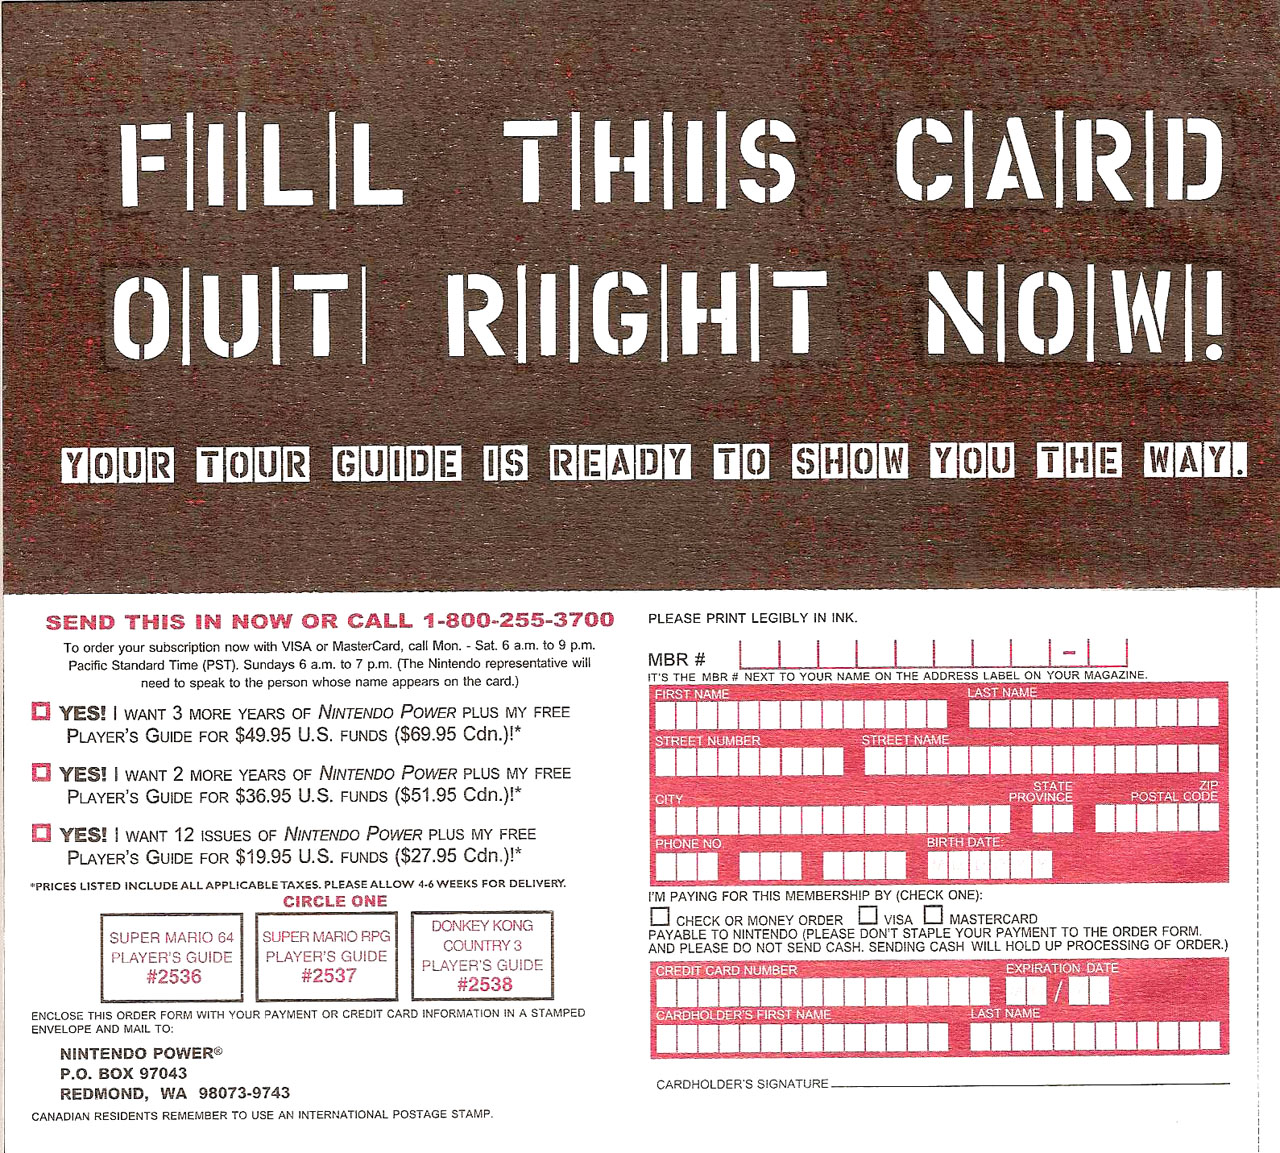 FILL THIS CARD
OUT RIGHT NOW!
YOUR TOUR GUIDE IS READY TO SHOW YOU THE WAY.
SEND THIS IN NOW OR CALL 1-800-255-3700
To order your subscription now with VISA or MasterCard, call Mon. - Sat. 6 a.m. to 9 p.m.
Pacific Standard Time (PST). Sundays 6 a.m. to 7 p.m. (The Nintendo representative will
need to speak to the person whose name appears on the card.)
YES! I WANT 3 MORE YEARS OF NINTENDO POWER PLUS MY FREE
PLAYER'S GUIDE FOR $49.95 U.S. FUNDS ($69.95 Cdn.)!*
YES! I WANT 2 MORE YEARS OF NINTENDO POWER PLUS MY FREE
PLAYER'S GUIDE FOR $36.95 U.S. FUNDS ($51.95 Cdn.)!*
YES! I WANT 12 ISSUES OF NINTENDO POWER PLUS MY FREE
PLAYER'S GUIDE FOR $19.95 U.S. FUNDS ($27.95 Cdn.)!*
*PRICES LISTED INCLUDE ALL APPLICABLE TAXES. PLEASE ALLOW 4-6 WEEKS FOR DELIVERY.
CIRCLE ONE
SUPER MARIO 64
PLAYER'S GUIDE
#2536
SUPER MARIO RPG
PLAYER'S GUIDE
#2537
DONKEY KONG
COUNTRY 3
PLAYER'S GUIDE
#2538
ENCLOSE THIS ORDER FORM WITH YOUR PAYMENT OR CREDIT CARD INFORMATION IN A STAMPED
ENVELOPE AND MAIL TO:
NINTENDO POWER®
P.O. BOX 97043
REDMOND, WA 98073-9743
CANADIAN RESIDENTS REMEMBER TO USE AN INTERNATIONAL POSTAGE STAMP.
PLEASE PRINT LEGIBLY IN INK.
MBR # -
IT'S THE MBR # NEXT TO YOUR NAME ON THE ADDRESS LABEL ON YOUR MAGAZINE.
FIRST NAME LAST NAME
STREET NUMBER STREET NAME
CITY STATE PROVINCE ZIP POSTAL CODE
PHONE NO. BIRTH DATE
I'M PAYING FOR THIS MEMBERSHIP BY (CHECK ONE):
CHECK OR MONEY ORDER VISA MASTERCARD
PAYABLE TO NINTENDO (PLEASE DON'T STAPLE YOUR PAYMENT TO THE ORDER FORM.
AND PLEASE DO NOT SEND CASH. SENDING CASH WILL HOLD UP PROCESSING OF ORDER.)
CREDIT CARD NUMBER EXPIRATION DATE
/
CARDHOLDER'S FIRST NAME LAST NAME
CARDHOLDER'S SIGNATURE